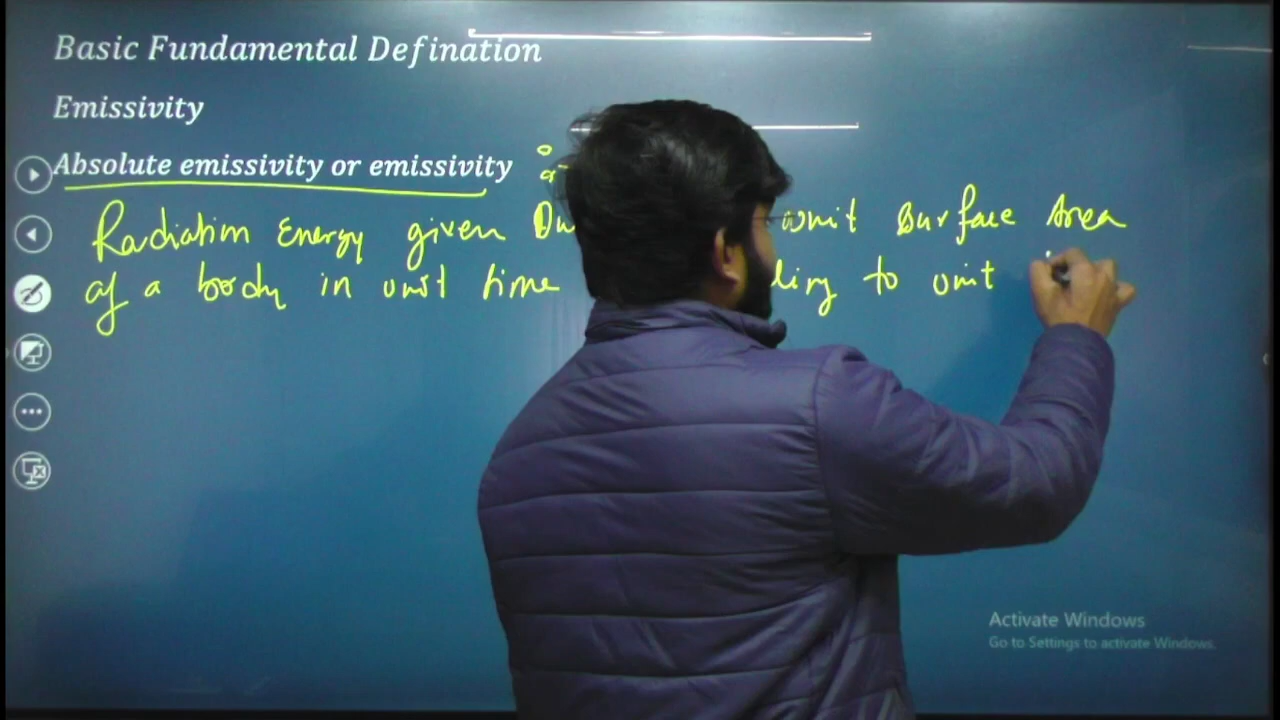 Basic Fundamental Defination
Emissivity
Absolute emissivity or emissivity
Radiation Energy given unit surface Area
of a body in unit time to unit
Activate Windows
Go to Settings to activate Windows.